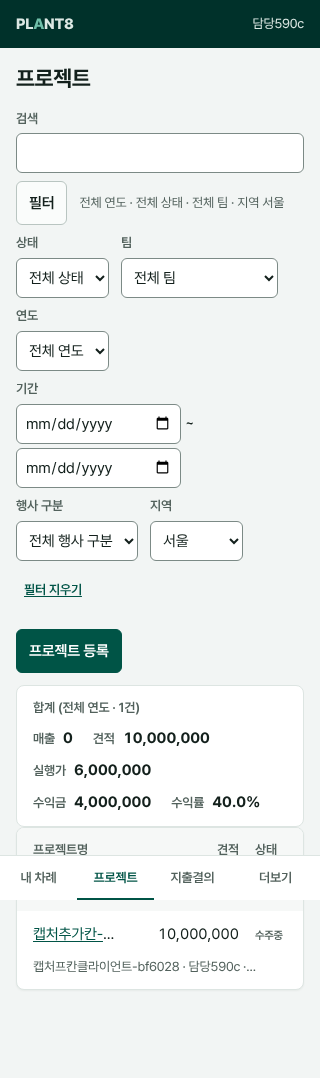 PLANT8 담당590c
프로젝트
검색
필터 전체 연도 · 전체 상태 · 전체 팀 · 지역 서울
상태 팀
전체 상태 전체 팀
연도
전체 연도
기간
mm/dd/yyyy ~
mm/dd/yyyy
행사 구분 지역
전체 행사 구분 서울
필터 지우기
프로젝트 등록
합계 (전체 연도 · 1건)
매출 0 견적 10,000,000
실행가 6,000,000
수익금 4,000,000 수익률 40.0%
프로젝트명 견적 상태
내 차례 프로젝트 지출결의 더보기
캡처추가칸-... 10,000,000 수주중
캡처프칸클라이언트-bf6028 · 담당590c ·...